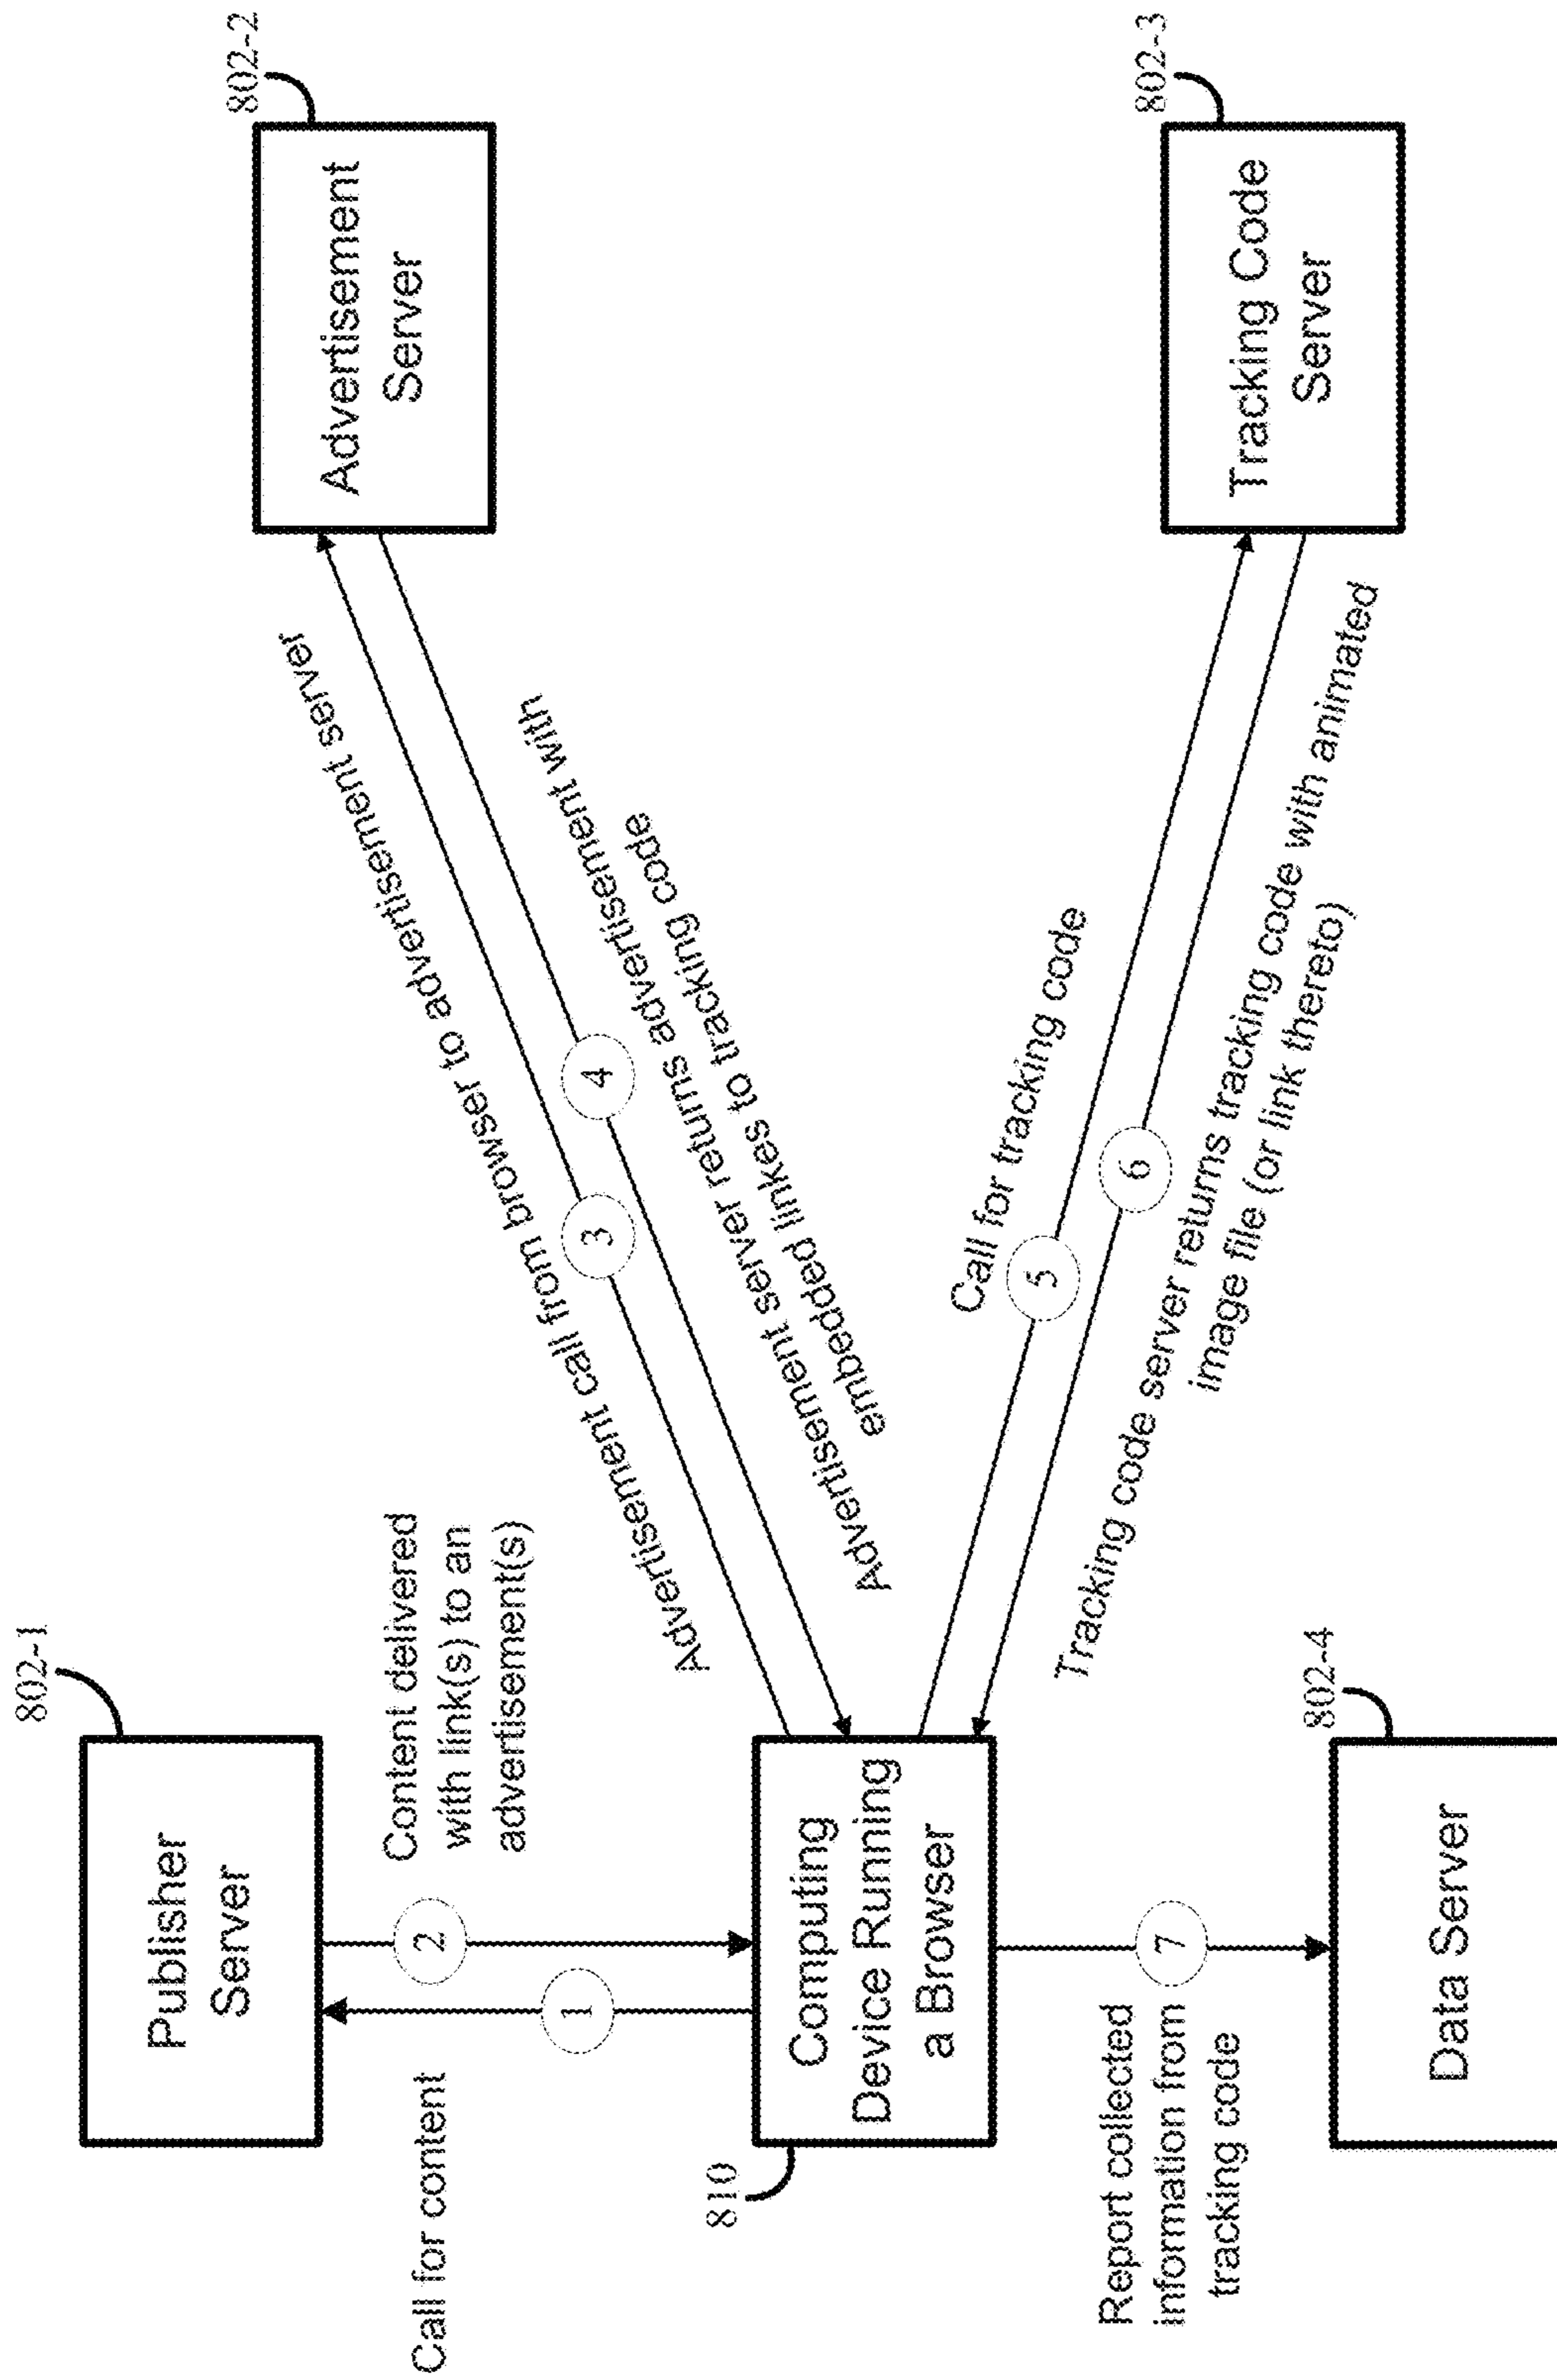 802-1
Publisher
Server
Call for content
1
2
Content delivered
with link(s) to an
advertisement(s)
810
Computing
Device Running
a Browser
Advertisement call from browser to advertisement server
3
4
Advertisement server returns advertisement with
embedded linkes to tracking code
802-2
Advertisement
Server
Call for tracking code
5
6
Tracking code server returns tracking code with animated
image file (or link thereto)
802-3
Tracking Code
Server
Report collected
information from
tracking code
7
802-4
Data Server